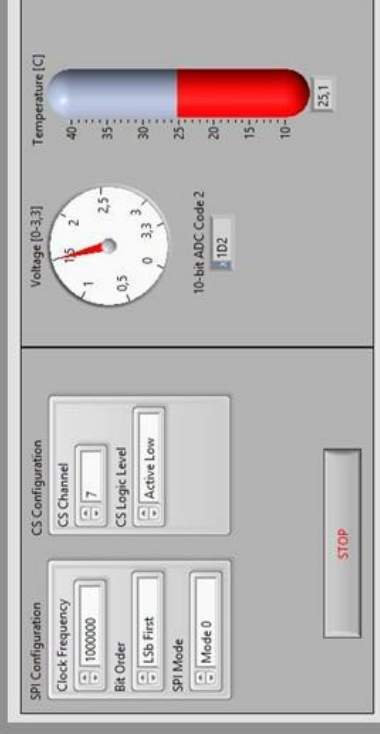 SPI Configuration
Clock Frequency
1000000
Bit Order
LSb First
SPI Mode
Mode 0
CS Configuration
CS Channel
7
CS Logic Level
Active Low
STOP
Voltage [0-3,3]
0
0,5
1
1,5
2
2,5
3
3,3
10-bit ADC Code 2
x 1D2
Temperature [C]
40
35
30
25
20
15
10
25,1